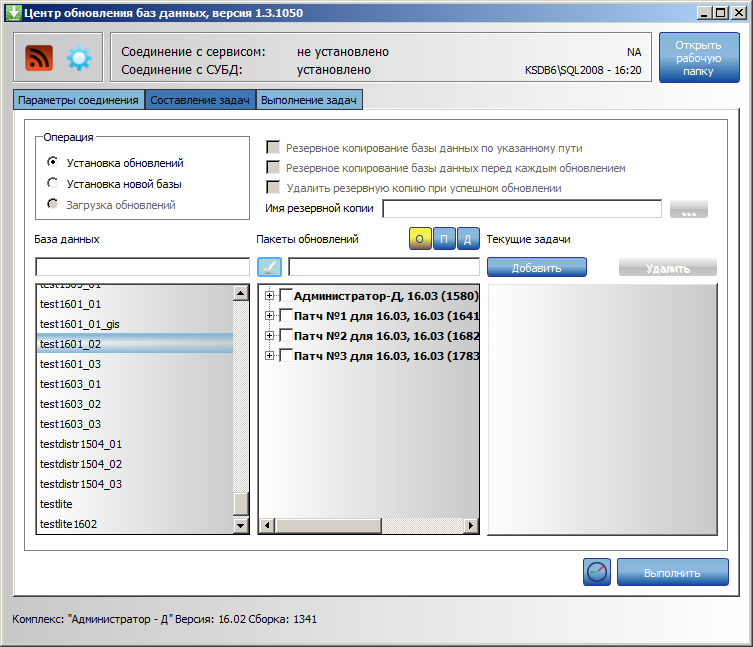 Центр обновления баз данных, версия 1.3.1050
Соединение с сервисом: не установлено NA
Соединение с СУБД: установлено KSDB6\SQL2008 - 16:20
Открыть
рабочую
папку
Параметры соединения Составление задач Выполнение задач
Операция
Установка обновлений
Установка новой базы
Загрузка обновлений
Резервное копирование базы данных по указанному пути
Резервное копирование базы данных перед каждым обновлением
Удалить резервную копию при успешном обновлении
Имя резервной копии ...
База данных Пакеты обновлений О П Д Текущие задачи
Добавить Удалить
test1503_01
test1601_01
test1601_01_gis
test1601_02
test1601_03
test1603_01
test1603_02
test1603_03
testdistr1504_01
testdistr1504_02
testdistr1504_03
testlite
testlite1602
Администратор-Д, 16.03 (1580)
Патч №1 для 16.03, 16.03 (1641
Патч №2 для 16.03, 16.03 (1682
Патч №3 для 16.03, 16.03 (1783
Выполнить
Комплекс: "Администратор - Д" Версия: 16.02 Сборка: 1341